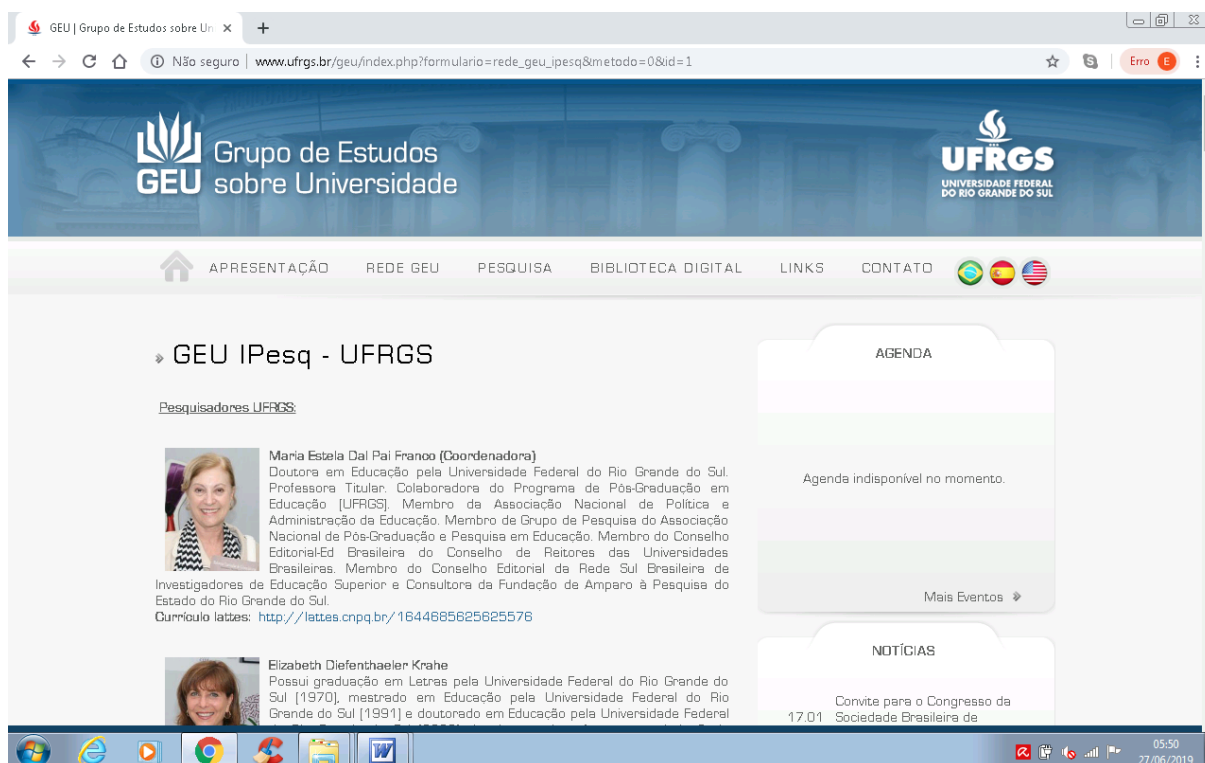 GEU | Grupo de Estudos sobre Un
Não seguro | www.ufrgs.br/geu/index.php?formulario=rede_geu_ipesq&metodo=0&id=1
Erro E
GEU
Grupo de Estudos
sobre Universidade
UFRGS
UNIVERSIDADE FEDERAL
DO RIO GRANDE DO SUL
APRESENTAÇÃO REDE GEU PESQUISA BIBLIOTECA DIGITAL LINKS CONTATO
GEU IPesq - UFRGS
Pesquisadores UFRGS:
Maria Estela Dal Pai Franco (Coordenadora)
Doutora em Educação pela Universidade Federal do Rio Grande do Sul.
Professora Titular. Colaboradora do Programa de Pós-Graduação em
Educação [UFRGS]. Membro da Associação Nacional de Política e
Administração da Educação. Membro de Grupo de Pesquisa do Associação
Nacional de Pós-Graduação e Pesquisa em Educação. Membro do Conselho
Editorial-Ed Brasileira do Conselho de Reitores das Universidades
Brasileiras. Membro do Conselho Editorial da Rede Sul Brasileira de
Investigadores de Educação Superior e Consultora da Fundação de Amparo à Pesquisa do
Estado do Rio Grande do Sul.
Currículo lattes: http://lattes.cnpq.br/1644685625625576
Elizabeth Diefenthaeler Krahe
Possui graduação em Letras pela Universidade Federal do Rio Grande do
Sul [1970], mestrado em Educação pela Universidade Federal do Rio
Grande do Sul [1991] e doutorado em Educação pela Universidade Federal
AGENDA
Agenda indisponível no momento.
Mais Eventos
NOTÍCIAS
Convite para o Congresso da
17.01 Sociedade Brasileira de
05:50
27/06/2019